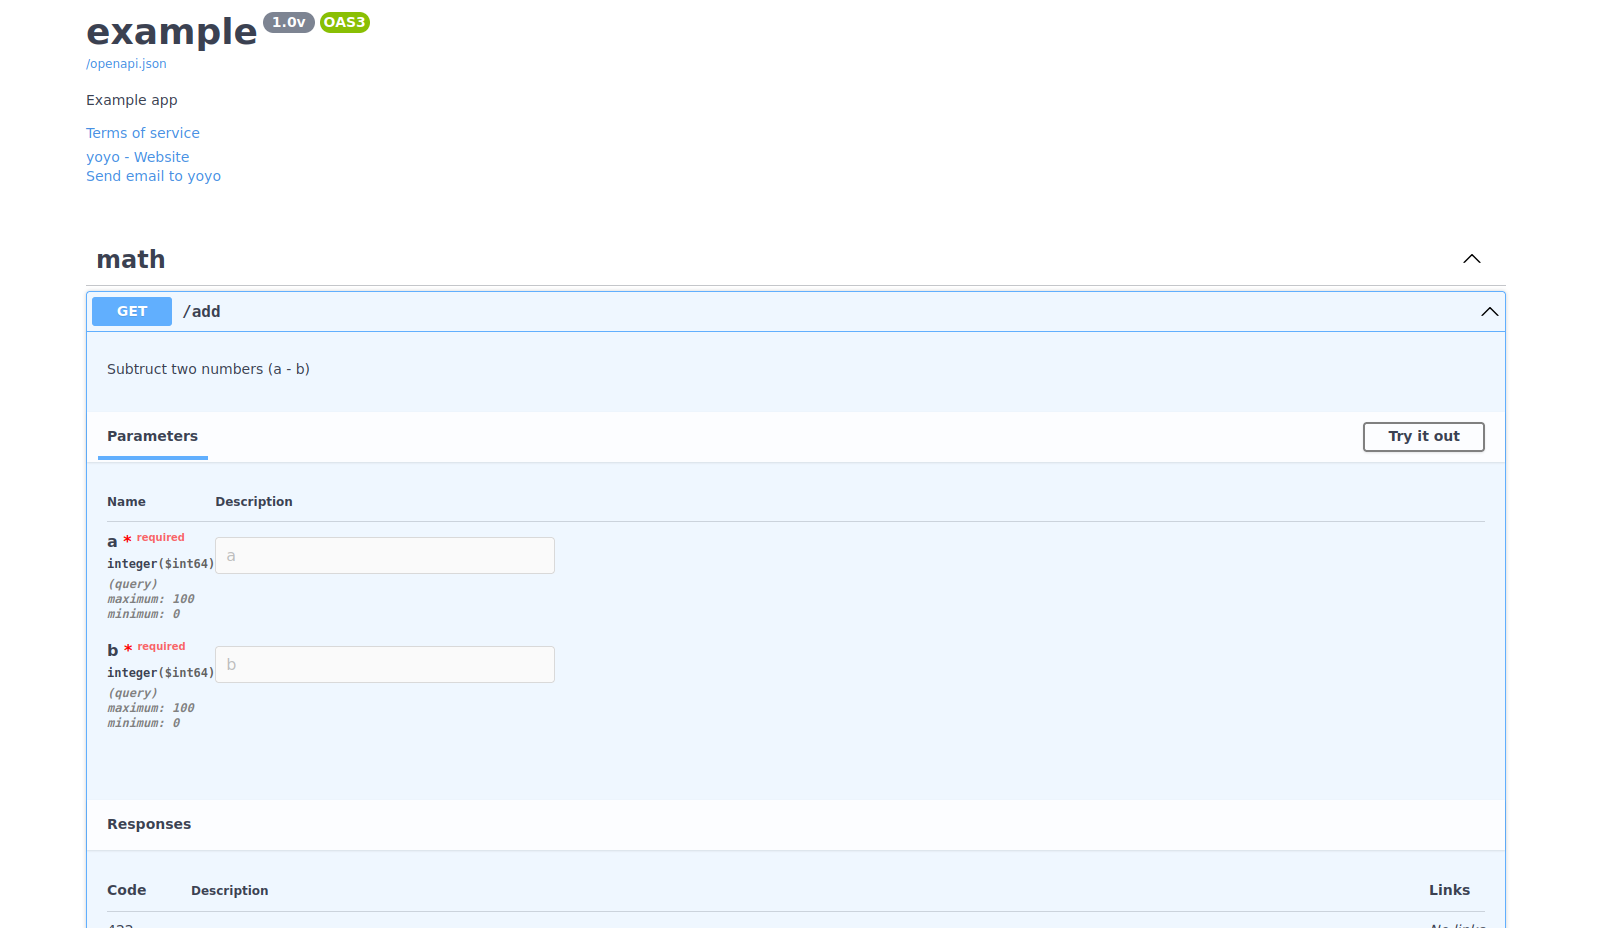 example 1.0v OAS3
/openapi.json
Example app
Terms of service
yoyo - Website
Send email to yoyo
math
GET /add
Subtruct two numbers (a - b)
Parameters Try it out
Name Description
a * required
integer($int64) a
(query)
maximum: 100
minimum: 0
b * required
integer($int64) b
(query)
maximum: 100
minimum: 0
Responses
Code Description Links
No links